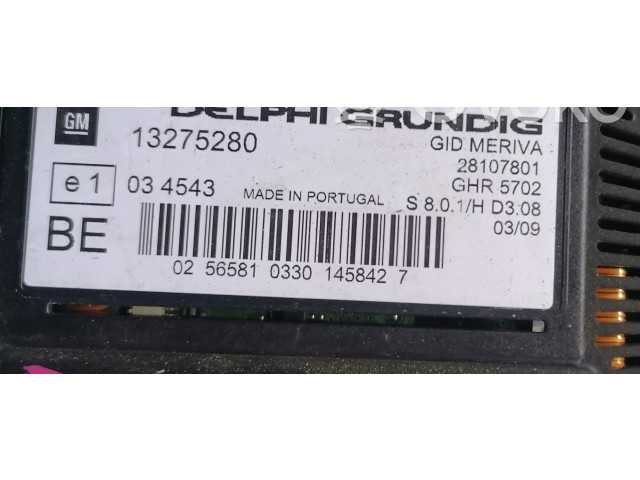 DELPHI GRUNDIG
GM 13275280 GID MERIVA
28107801
e1 03 4543 GHR 5702
MADE IN PORTUGAL S 8.0.1/H D3.08
BE 03/09
02 56581 0330 145842 7